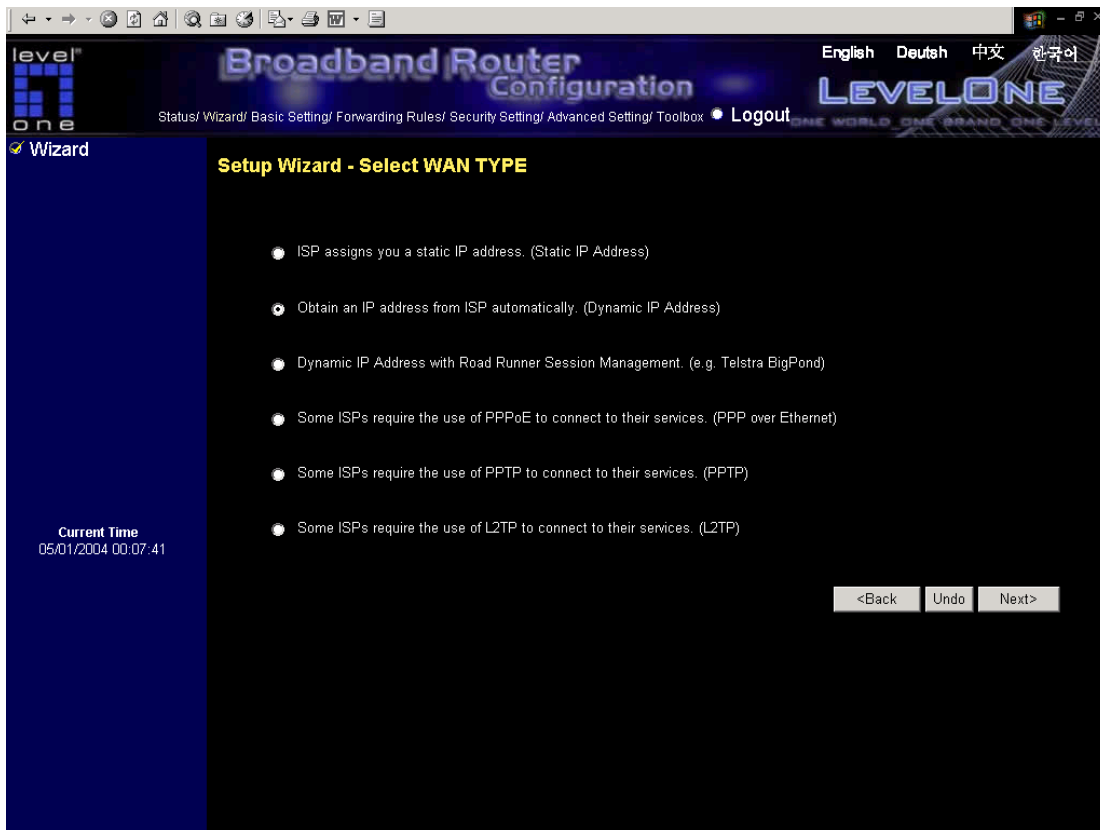 level"
one
Broadband Router
Configuration
English Deutsh 中文 한국어
LEVELONE
ONE WORLD_ONE BRAND_ONE LEVEL
Status/ Wizard/ Basic Setting/ Forwarding Rules/ Security Setting/ Advanced Setting/ Toolbox Logout
Wizard
Setup Wizard - Select WAN TYPE
ISP assigns you a static IP address. (Static IP Address)
Obtain an IP address from ISP automatically. (Dynamic IP Address)
Dynamic IP Address with Road Runner Session Management. (e.g. Telstra BigPond)
Some ISPs require the use of PPPoE to connect to their services. (PPP over Ethernet)
Some ISPs require the use of PPTP to connect to their services. (PPTP)
Some ISPs require the use of L2TP to connect to their services. (L2TP)
Current Time
05/01/2004 00:07:41
<Back Undo Next>